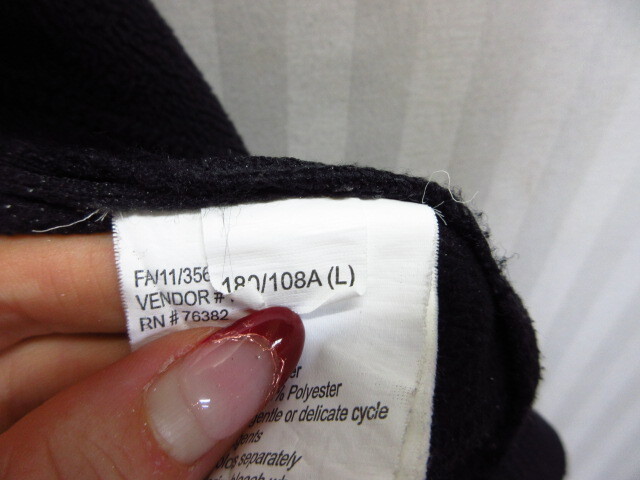 FA/11/356
180/108A (L)
VENDOR #
RN # 76382
% Polyester
gentle or delicate cycle
separately